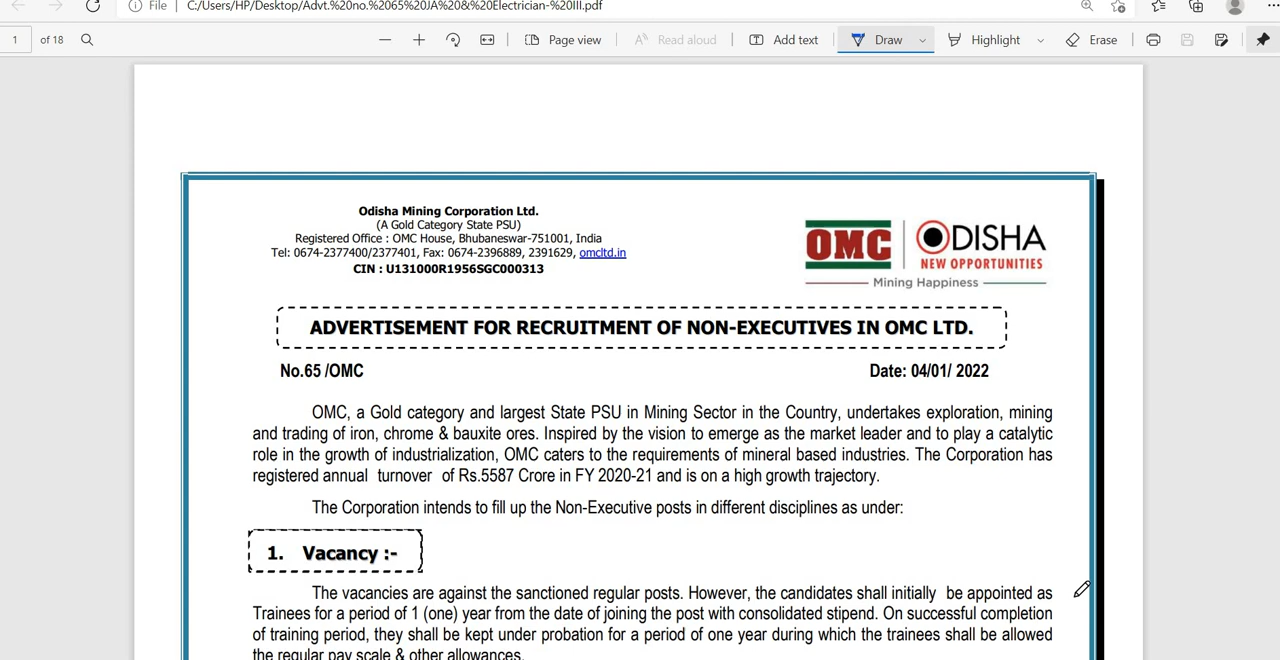 File
C:/Users/HP/Desktop/Advt.%20no.%2065%20JA%20&%20Electrician-%20III.pdf
1 of 18
Page view
Read aloud
Add text
Draw
Highlight
Erase
Odisha Mining Corporation Ltd.
(A Gold Category State PSU)
Registered Office : OMC House, Bhubaneswar-751001, India
Tel: 0674-2377400/2377401, Fax: 0674-2396889, 2391629, omcltd.in
CIN : U131000R1956SGC000313
OMC
ODISHA
NEW OPPORTUNITIES
Mining Happiness
ADVERTISEMENT FOR RECRUITMENT OF NON-EXECUTIVES IN OMC LTD.
No.65 /OMC Date: 04/01/ 2022
OMC, a Gold category and largest State PSU in Mining Sector in the Country, undertakes exploration, mining
and trading of iron, chrome & bauxite ores. Inspired by the vision to emerge as the market leader and to play a catalytic
role in the growth of industrialization, OMC caters to the requirements of mineral based industries. The Corporation has
registered annual turnover of Rs.5587 Crore in FY 2020-21 and is on a high growth trajectory.
The Corporation intends to fill up the Non-Executive posts in different disciplines as under:
1. Vacancy :-
The vacancies are against the sanctioned regular posts. However, the candidates shall initially be appointed as
Trainees for a period of 1 (one) year from the date of joining the post with consolidated stipend. On successful completion
of training period, they shall be kept under probation for a period of one year during which the trainees shall be allowed
the regular pay scale & other allowances.